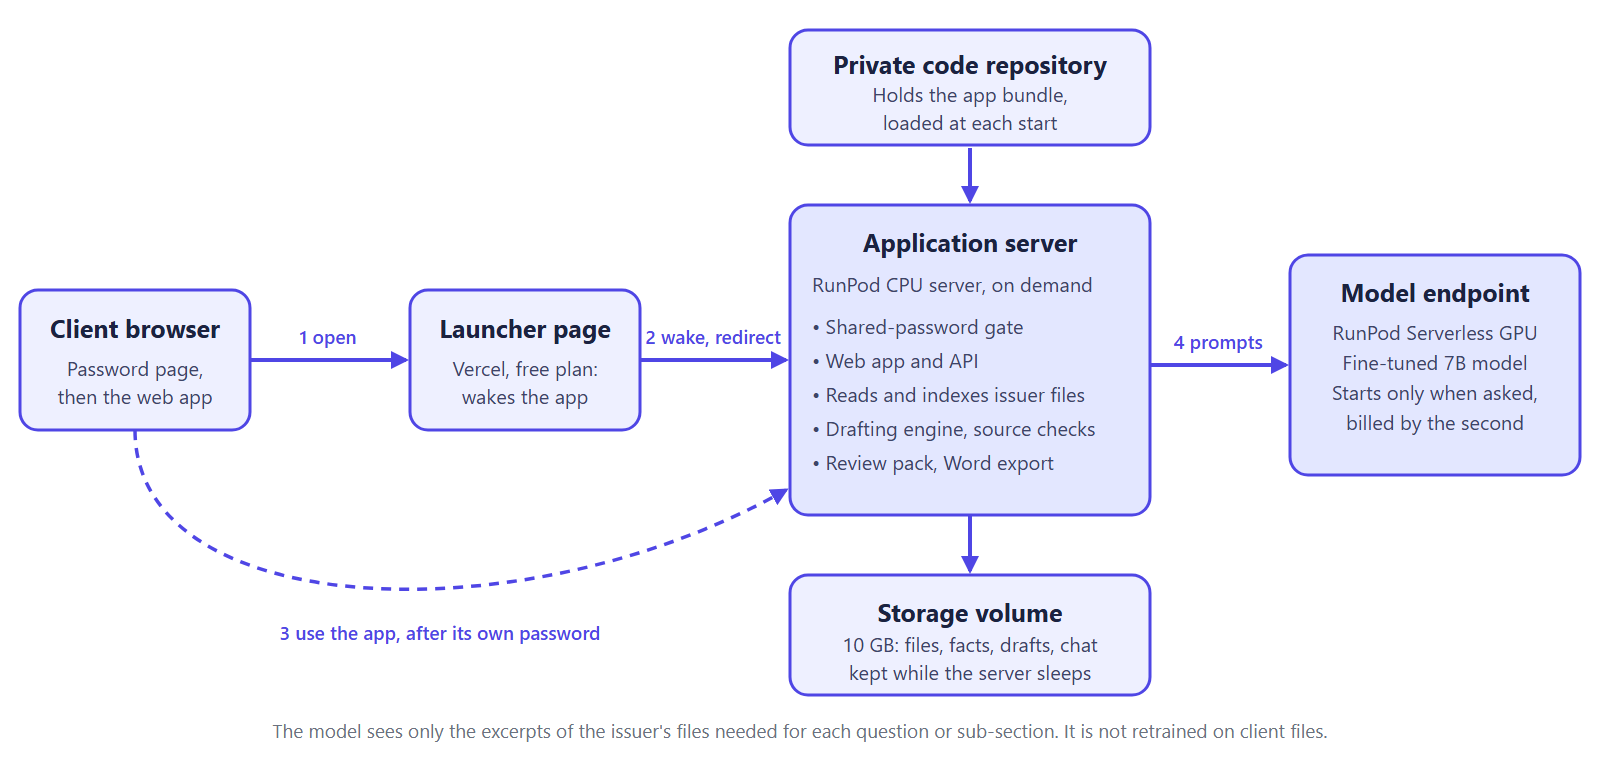 Private code repository
Holds the app bundle,
loaded at each start
Application server
RunPod CPU server, on demand
• Shared-password gate
• Web app and API
• Reads and indexes issuer files
• Drafting engine, source checks
• Review pack, Word export
Client browser
Password page,
then the web app
1 open
Launcher page
Vercel, free plan:
wakes the app
2 wake, redirect
4 prompts
Model endpoint
RunPod Serverless GPU
Fine-tuned 7B model
Starts only when asked,
billed by the second
3 use the app, after its own password
Storage volume
10 GB: files, facts, drafts, chat
kept while the server sleeps
The model sees only the excerpts of the issuer's files needed for each question or sub-section. It is not retrained on client files.